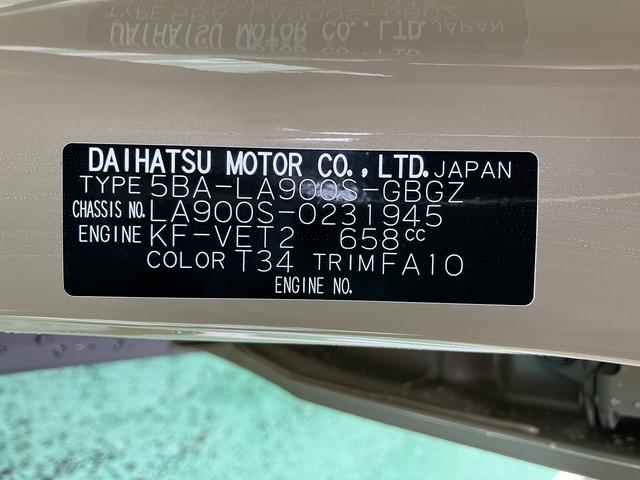 DAIHATSU MOTOR CO., LTD. JAPAN
TYPE 5BA-LA900S-GBGZ
CHASSIS NO. LA900S-0231945
ENGINE KF-VET2 658cc
COLOR T34 TRIM FA10
ENGINE NO.